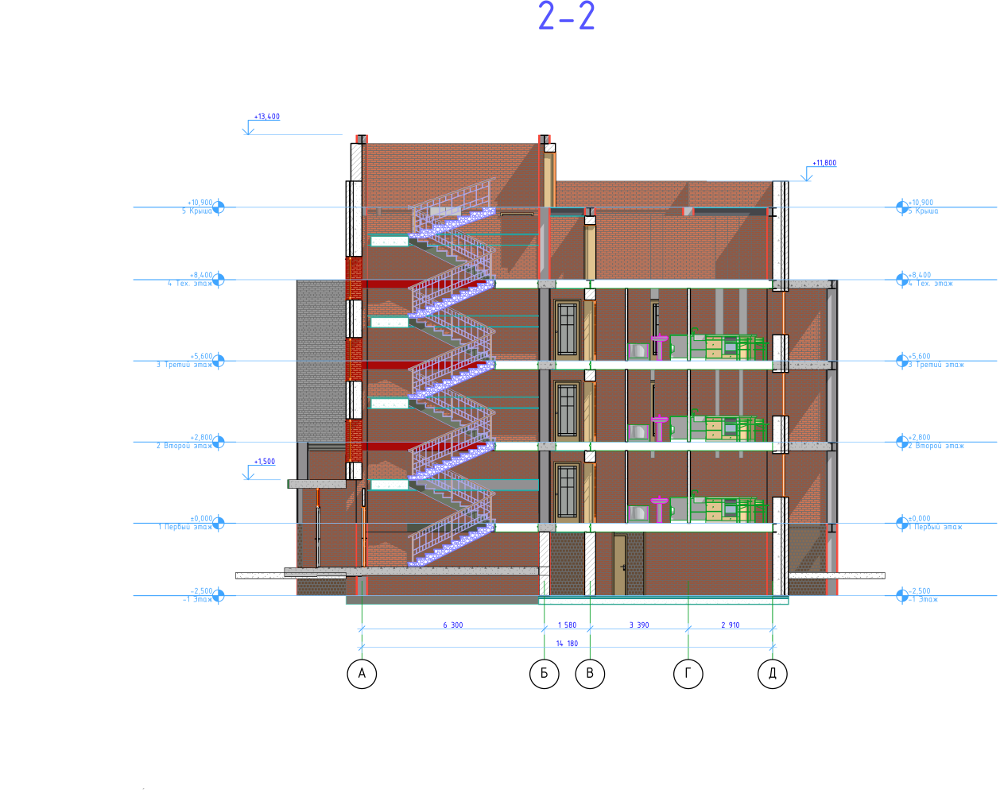 2-2
+13,400
+11,800
+10,900
5 Крыша
+10,900
5 Крыша
+8,400
4 Тех. этаж
+8,400
4 Тех. этаж
+5,600
3 Третий этаж
+5,600
3 Третий этаж
+2,800
2 Второй этаж
+2,800
2 Второй этаж
+1,500
±0,000
1 Первый этаж
±0,000
1 Первый этаж
-2,500
-1 Этаж
-2,500
-1 Этаж
6 300
1 580
3 390
2 910
14 180
А
Б
В
Г
Д